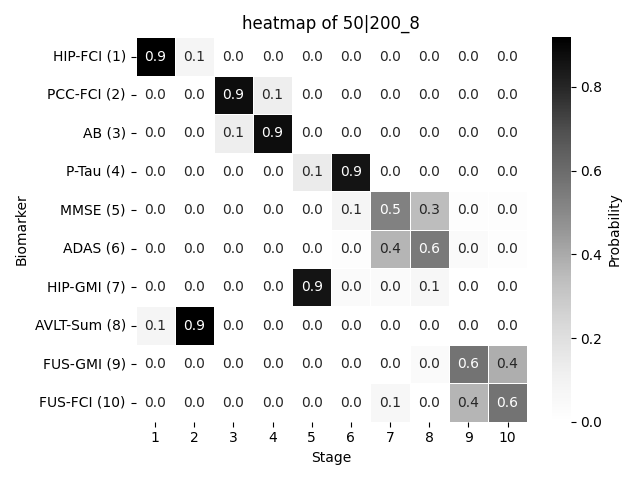 heatmap of 50|200_8
HIP-FCI (1) 0.9 0.1 0.0 0.0 0.0 0.0 0.0 0.0 0.0 0.0
PCC-FCI (2) 0.0 0.0 0.9 0.1 0.0 0.0 0.0 0.0 0.0 0.0
AB (3) 0.0 0.0 0.1 0.9 0.0 0.0 0.0 0.0 0.0 0.0
P-Tau (4) 0.0 0.0 0.0 0.0 0.1 0.9 0.0 0.0 0.0 0.0
MMSE (5) 0.0 0.0 0.0 0.0 0.0 0.1 0.5 0.3 0.0 0.0
ADAS (6) 0.0 0.0 0.0 0.0 0.0 0.0 0.4 0.6 0.0 0.0
HIP-GMI (7) 0.0 0.0 0.0 0.0 0.9 0.0 0.0 0.1 0.0 0.0
AVLT-Sum (8) 0.1 0.9 0.0 0.0 0.0 0.0 0.0 0.0 0.0 0.0
FUS-GMI (9) 0.0 0.0 0.0 0.0 0.0 0.0 0.0 0.0 0.6 0.4
FUS-FCI (10) 0.0 0.0 0.0 0.0 0.0 0.0 0.1 0.0 0.4 0.6
1 2 3 4 5 6 7 8 9 10
Stage
Biomarker
0.8
0.6
0.4
0.2
0.0
Probability